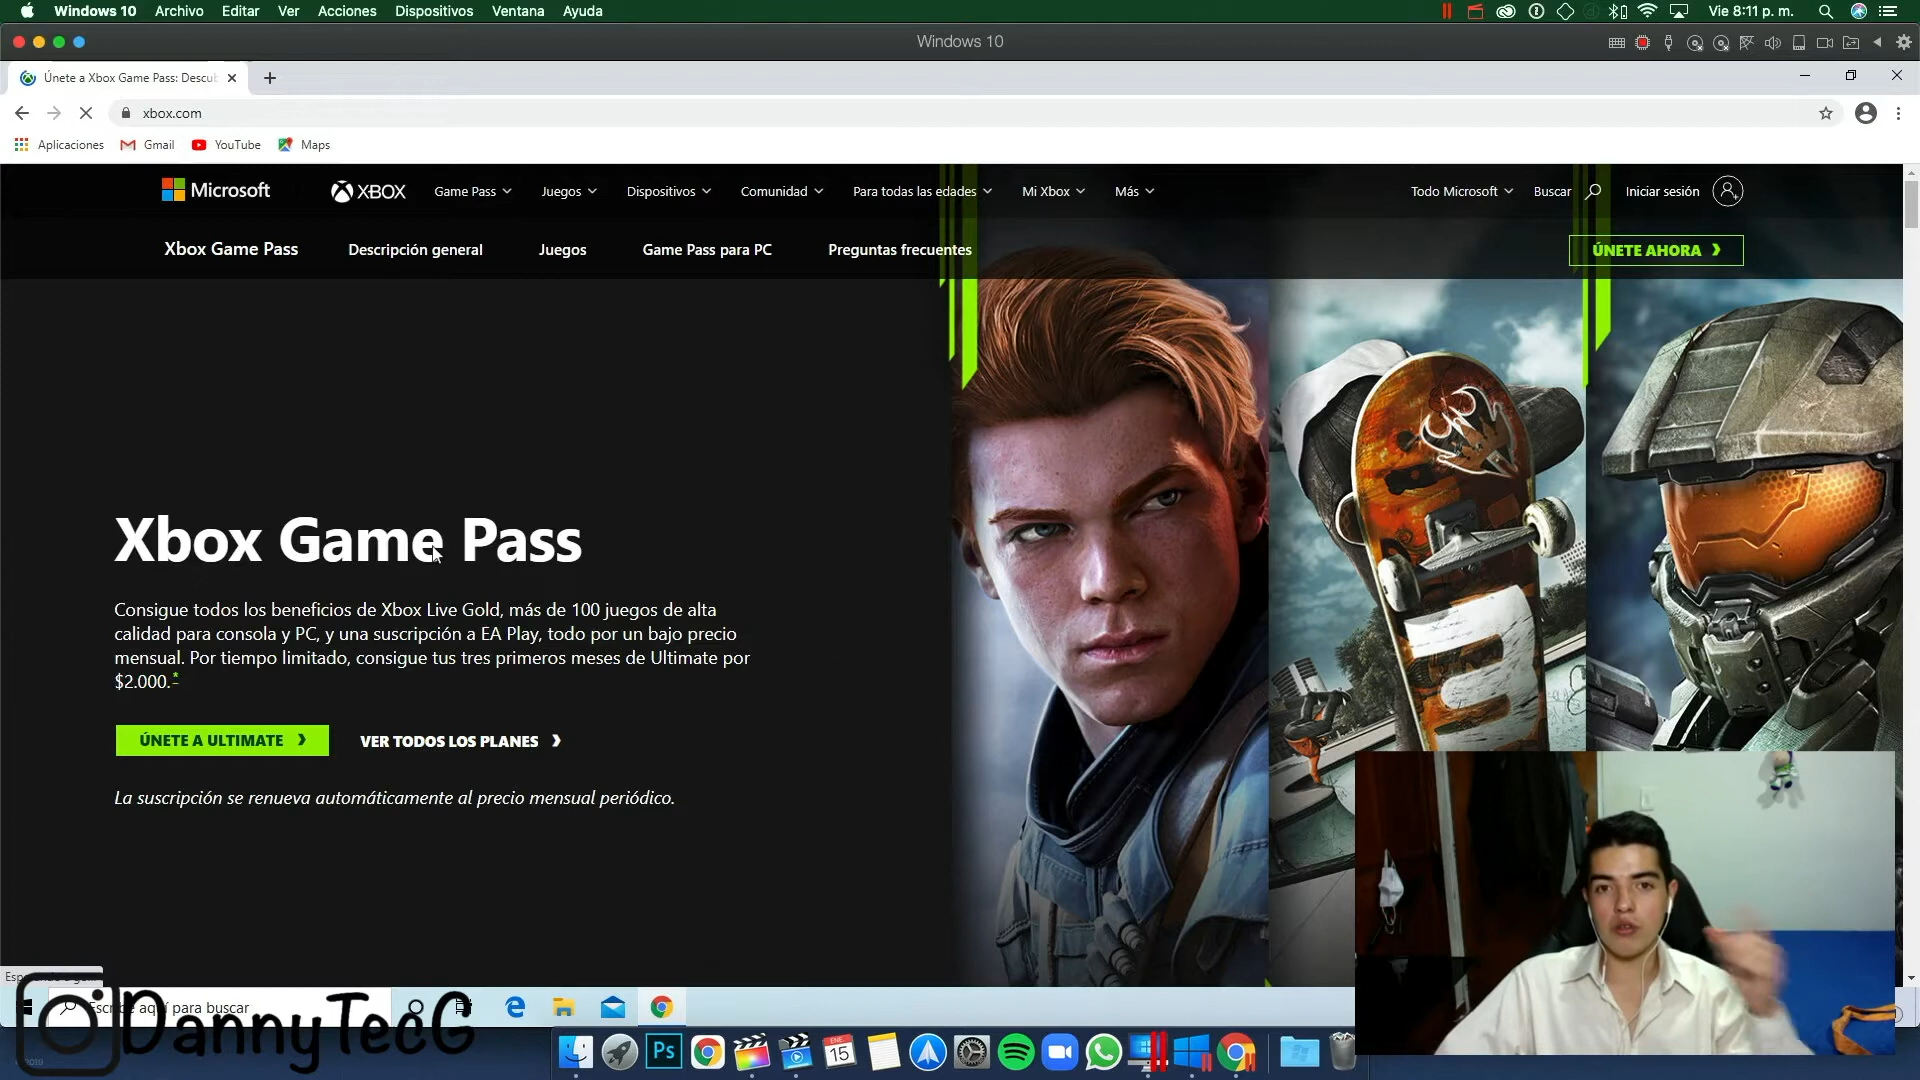 Windows 10 Archivo Editar Ver Acciones Dispositivos Ventana Ayuda Vie 8:11 p. m.
Windows 10
Únete a Xbox Game Pass: Descub
xbox.com
Aplicaciones Gmail YouTube Maps
Microsoft XBOX Game Pass Juegos Dispositivos Comunidad Para todas las edades Mi Xbox Más Todo Microsoft Buscar Iniciar sesión
Xbox Game Pass Descripción general Juegos Game Pass para PC Preguntas frecuentes ÚNETE AHORA
Xbox Game Pass
Consigue todos los beneficios de Xbox Live Gold, más de 100 juegos de alta
calidad para consola y PC, y una suscripción a EA Play, todo por un bajo precio
mensual. Por tiempo limitado, consigue tus tres primeros meses de Ultimate por
$2.000.*
ÚNETE A ULTIMATE VER TODOS LOS PLANES
La suscripción se renueva automáticamente al precio mensual periódico.
Escribe aquí para buscar
DannyTecG
Ps
ENE
15